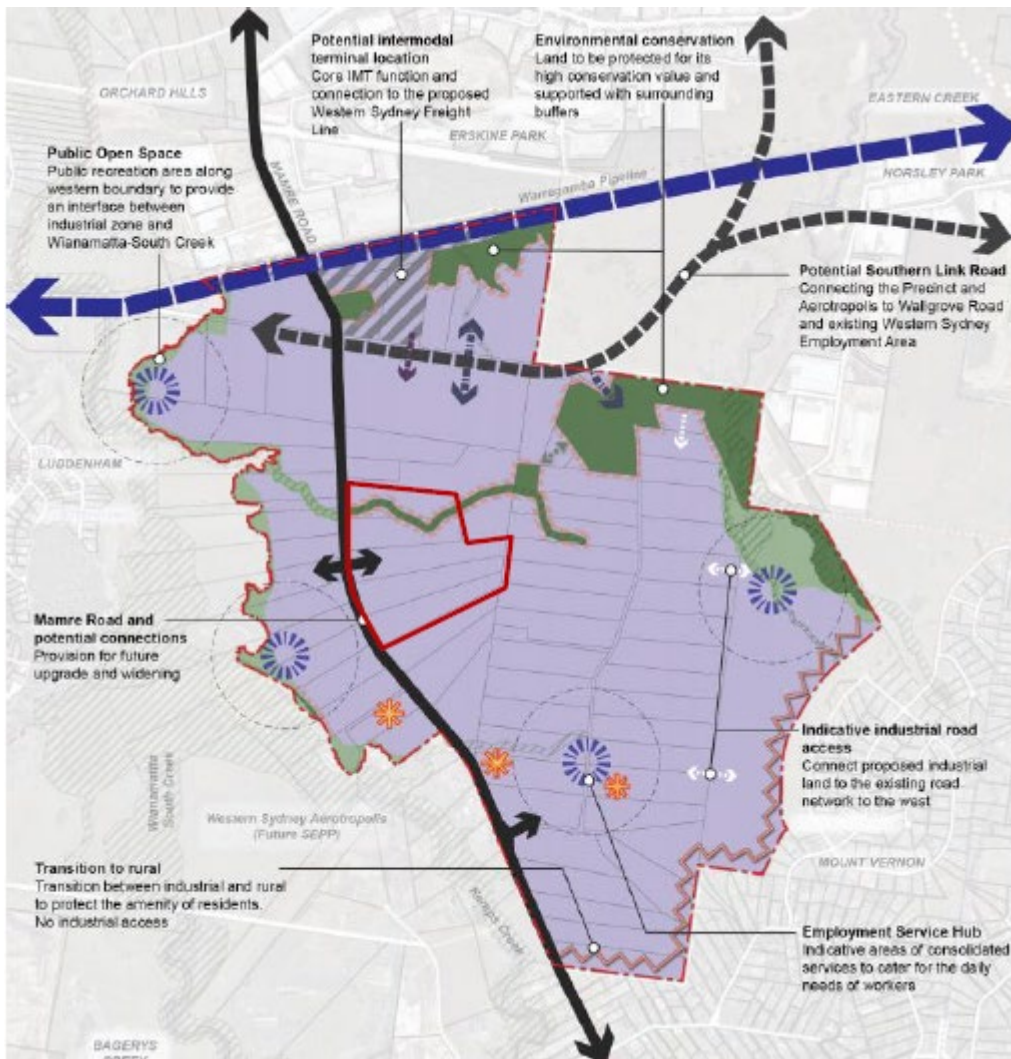 Potential intermodal
terminal location
Core IMT function and
connection to the proposed
Western Sydney Freight
Line
Environmental conservation
Land to be protected for its
high conservation value and
supported with surrounding
buffers
ORCHARD HILLS
ERSKINE PARK
EASTERN CREEK
Public Open Space
Public recreation area along
western boundary to provide
an interface between
industrial zone and
Wianamatta-South Creek
MAMRE ROAD
Warragamba Pipeline
HORSLEY PARK
Potential Southern Link Road
Connecting the Precinct and
Aerotropolis to Wallgrove Road
and existing Western Sydney
Employment Area
LUDDENHAM
Mamre Road and
potential connections
Provision for future
upgrade and widening
Wianamatta
South Creek
Western Sydney Aerotropolis
(Future SEPP)
Indicative industrial road
access
Connect proposed industrial
land to the existing road
network to the west
MOUNT VERNON
Transition to rural
Transition between industrial and rural
to protect the amenity of residents.
No industrial access
Kemps Creek
Employment Service Hub
Indicative areas of consolidated
services to cater for the daily
needs of workers
BAGERYS
CREEK